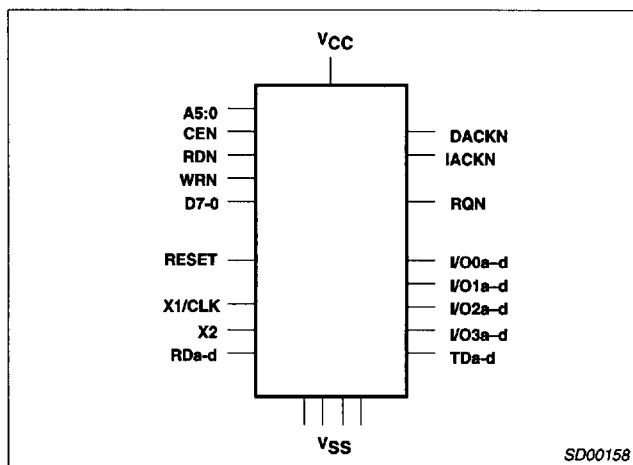 VCC
A5:0
CEN
RDN
WRN
D7-0
RESET
X1/CLK
X2
RDa-d
DACKN
IACKN
RQN
I/O0a–d
I/O1a–d
I/O2a–d
I/O3a–d
TDa-d
VSS
SD00158